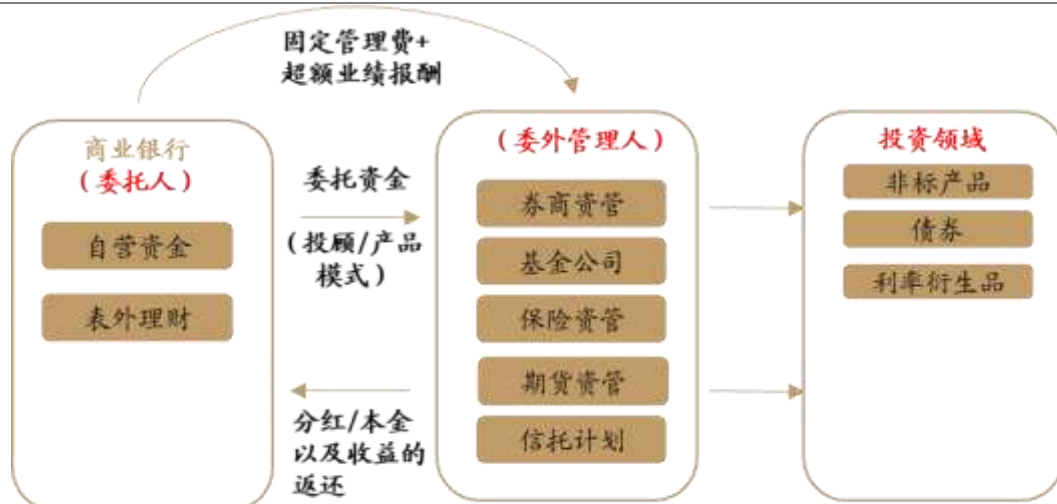 固定管理费+
超额业绩报酬
商业银行
（委托人）
自营资金
表外理财
委托资金
（投顾/产品
模式）
分红/本金
以及收益的
返还
（委外管理人）
券商资管
基金公司
保险资管
期货资管
信托计划
投资领域
非标产品
债券
利率衍生品